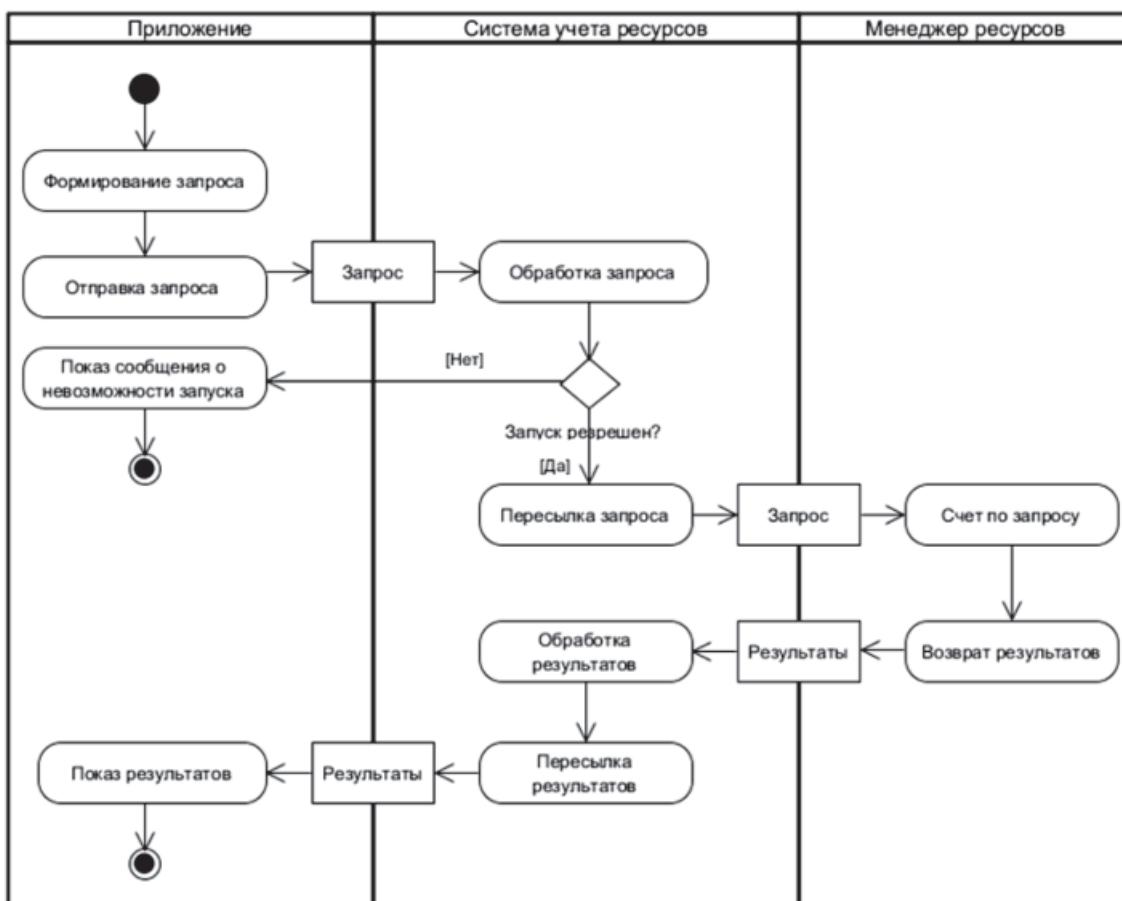 Приложение
Система учета ресурсов
Менеджер ресурсов
Формирование запроса
Отправка запроса
Запрос
Обработка запроса
Показ сообщения о
невозможности запуска
[Нет]
Запуск резрешен?
[Да]
Пересылка запроса
Запрос
Счет по запросу
Обработка
результатов
Результаты
Возврат результатов
Показ результатов
Результаты
Пересылка
результатов